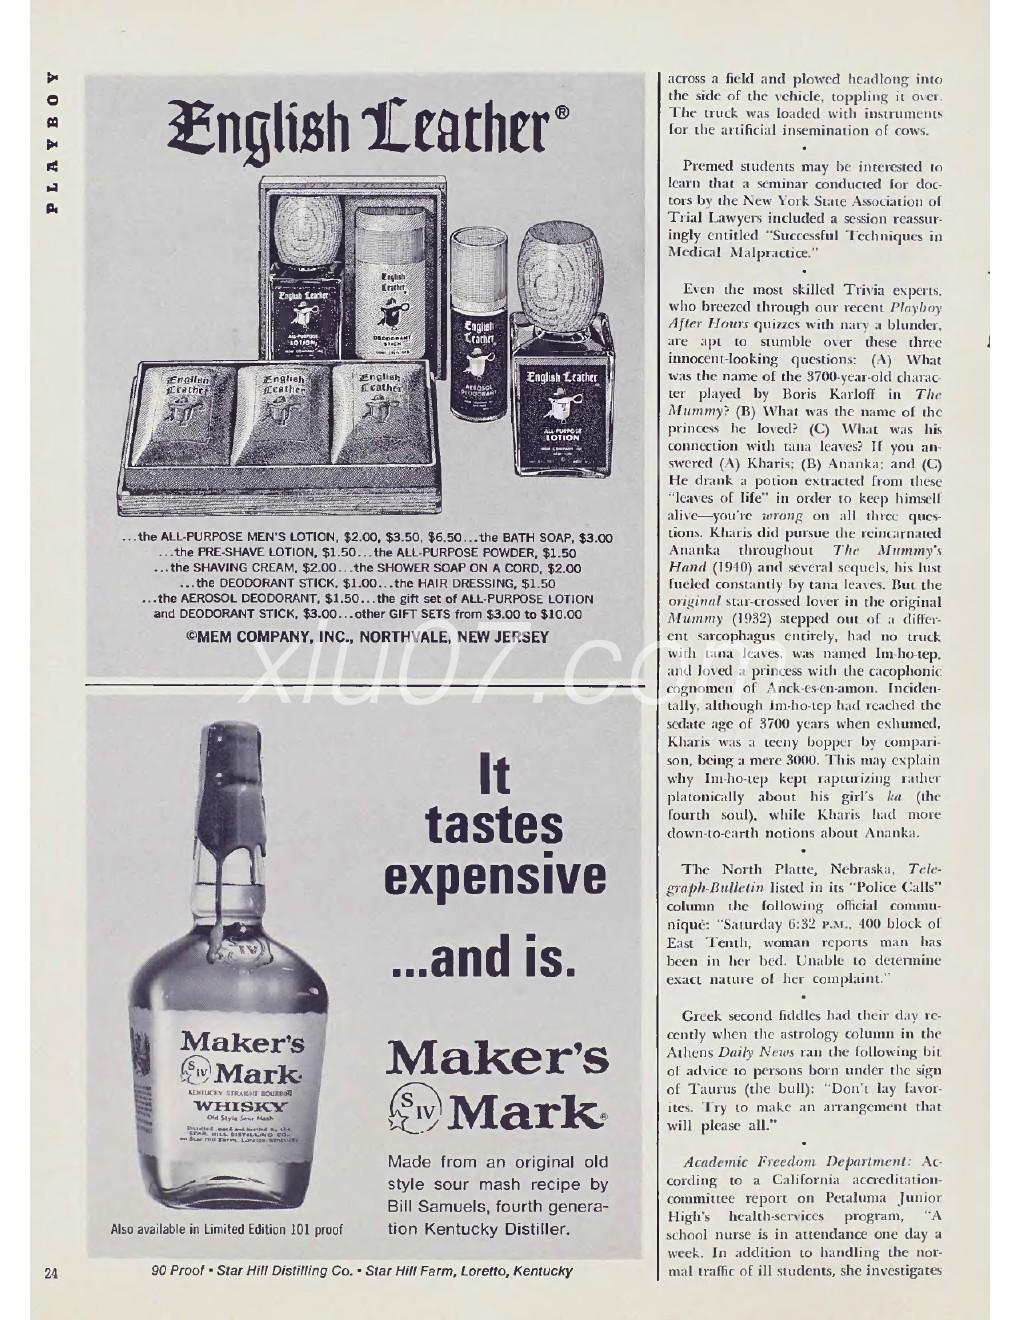 PLAYBOY
English Leather®
English
Leather
DEODORANT
STICK
English Leather
ALL-PURPOSE
LOTION
English
Leather
English
Leather
English
Leather
English
Leather
AEROSOL
DEODORANT
English Leather
ALL-PURPOSE
LOTION
...the ALL-PURPOSE MEN'S LOTION, $2.00, $3.50, $6.50...the BATH SOAP, $3.00
...the PRE-SHAVE LOTION, $1.50...the ALL-PURPOSE POWDER, $1.50
...the SHAVING CREAM, $2.00...the SHOWER SOAP ON A CORD, $2.00
...the DEODORANT STICK, $1.00...the HAIR DRESSING, $1.50
...the AEROSOL DEODORANT, $1.50...the gift set of ALL-PURPOSE LOTION
and DEODORANT STICK, $3.00...other GIFT SETS from $3.00 to $10.00
©MEM COMPANY, INC., NORTHVALE, NEW JERSEY
xiu07.com
It
tastes
expensive
...and is.
SIV
Maker's
SIV Mark
KENTUCKY STRAIGHT BOURBON
WHISKY
Old Style Sour Mash
Maker's
SIV Mark®
Made from an original old
style sour mash recipe by
Bill Samuels, fourth genera-
tion Kentucky Distiller.
Also available in Limited Edition 101 proof
90 Proof • Star Hill Distilling Co. • Star Hill Farm, Loretto, Kentucky
24
across a field and plowed headlong into
the side of the vehicle, toppling it over.
The truck was loaded with instruments
for the artificial insemination of cows.
•
Premed students may be interested to
learn that a seminar conducted for doc-
tors by the New York State Association of
Trial Lawyers included a session reassur-
ingly entitled "Successful Techniques in
Medical Malpractice."
•
Even the most skilled Trivia experts,
who breezed through our recent Playboy
After Hours quizzes with nary a blunder,
are apt to stumble over these three
innocent-looking questions: (A) What
was the name of the 3700-year-old charac-
ter played by Boris Karloff in The
Mummy? (B) What was the name of the
princess he loved? (C) What was his
connection with tana leaves? If you an-
swered (A) Kharis; (B) Ananka; and (C)
He drank a potion extracted from these
"leaves of life" in order to keep himself
alive—you're wrong on all three ques-
tions. Kharis did pursue the reincarnated
Ananka throughout The Mummy's
Hand (1940) and several sequels, his lust
fueled constantly by tana leaves. But the
original star-crossed lover in the original
Mummy (1932) stepped out of a differ-
ent sarcophagus entirely, had no truck
with tana leaves, was named Im-ho-tep,
and loved a princess with the cacophonic
cognomen of Anck-es-en-amon. Inciden-
tally, although Im-ho-tep had reached the
sedate age of 3700 years when exhumed,
Kharis was a teeny bopper by compari-
son, being a mere 3000. This may explain
why Im-ho-tep kept rapturizing rather
platonically about his girl's ka (the
fourth soul), while Kharis had more
down-to-earth notions about Ananka.
•
The North Platte, Nebraska, Tele-
graph-Bulletin listed in its "Police Calls"
column the following official commu-
niqué: "Saturday 6:32 P.M., 400 block of
East Tenth, woman reports man has
been in her bed. Unable to determine
exact nature of her complaint."
•
Greek second fiddles had their day re-
cently when the astrology column in the
Athens Daily News ran the following bit
of advice to persons born under the sign
of Taurus (the bull): "Don't lay favor-
ites. Try to make an arrangement that
will please all."
•
Academic Freedom Department: Ac-
cording to a California accreditation-
committee report on Petaluma Junior
High's health-services program, "A
school nurse is in attendance one day a
week. In addition to handling the nor-
mal traffic of ill students, she investigates